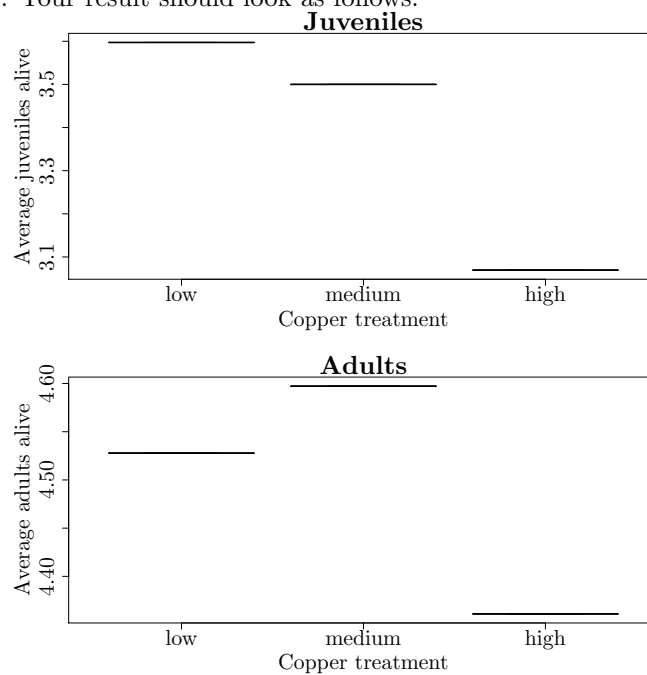 . Your result should look as follows:
Juveniles
Average juveniles alive
3.5
3.3
3.1
low medium high
Copper treatment
Adults
Average adults alive
4.60
4.50
4.40
low medium high
Copper treatment